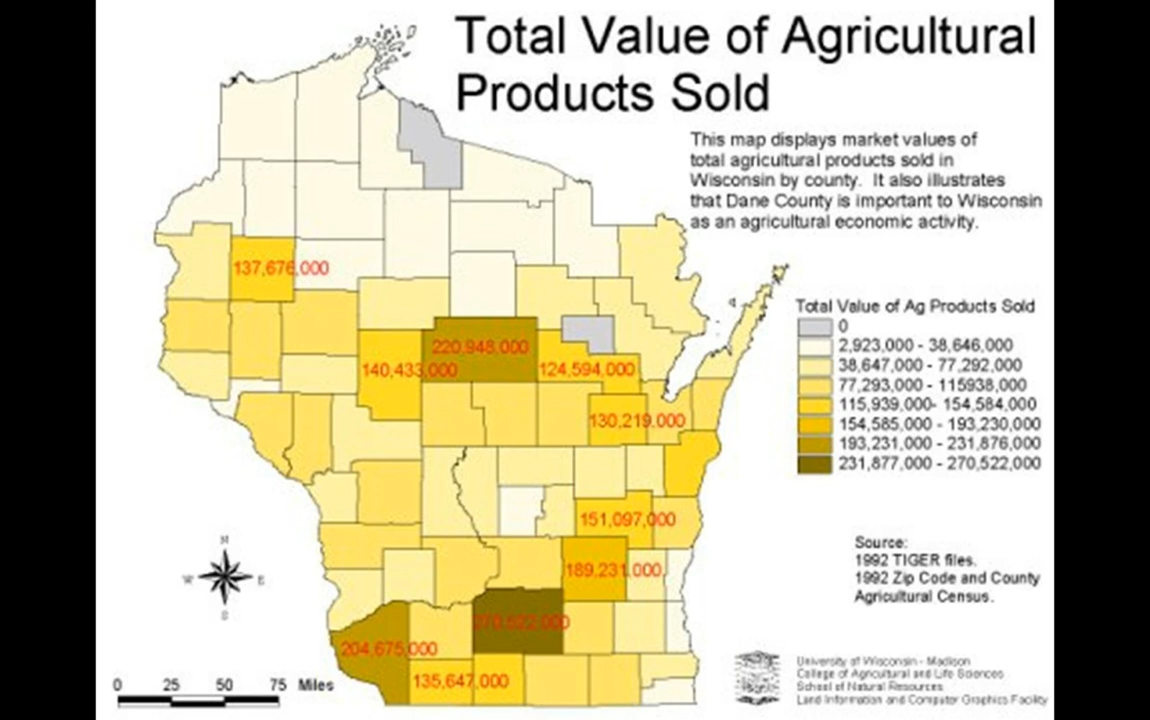 Total Value of Agricultural
Products Sold
This map displays market values of
total agricultural products sold in
Wisconsin by county. It also illustrates
that Dane County is important to Wisconsin
as an agricultural economic activity.
137,676,000
220,948,000
140,433,000
124,594,000
130,219,000
151,097,000
189,231,000
204,675,000
135,647,000
Total Value of Ag Products Sold
0
2,923,000 - 38,646,000
38,647,000 - 77,292,000
77,293,000 - 115938,000
115,939,000- 154,584,000
154,585,000 - 193,230,000
193,231,000 - 231,876,000
231,877,000 - 270,522,000
N
W E
S
Source:
1992 TIGER files.
1992 Zip Code and County
Agricultural Census.
0 25 50 75 Miles
University of Wisconsin - Madison
College of Agricultural and Life Sciences
School of Natural Resources
Land Information and Computer Graphics Facility